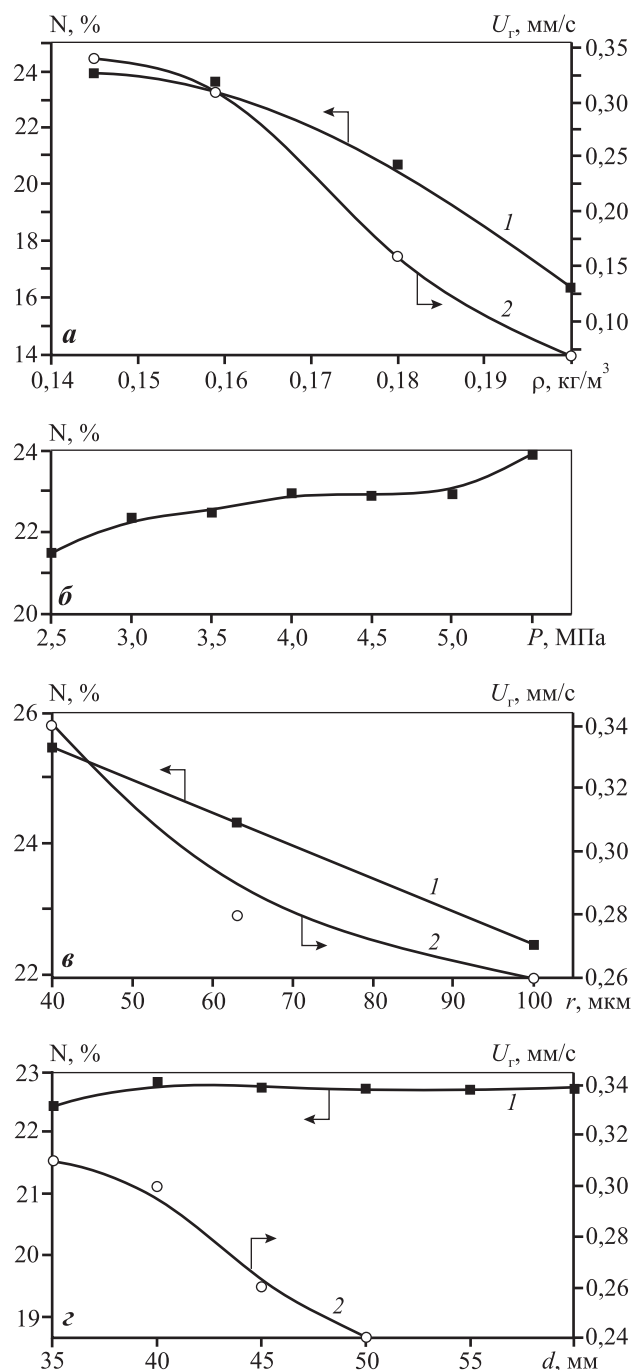 N, %
U_г, мм/с
24
22
20
18
16
14
0,35
0,30
0,25
0,20
0,15
0,10
1
2
а
0,14 0,15 0,16 0,17 0,18 0,19 ρ, кг/м³
N, %
24
22
20
б
2,5 3,0 3,5 4,0 4,5 5,0 P, МПа
N, %
U_г, мм/с
26
24
22
0,34
0,32
0,30
0,28
0,26
1
2
в
40 50 60 70 80 90 100 r, мкм
N, %
U_г, мм/с
23
22
21
20
19
0,34
0,32
0,30
0,28
0,26
0,24
1
2
г
35 40 45 50 55 d, мм